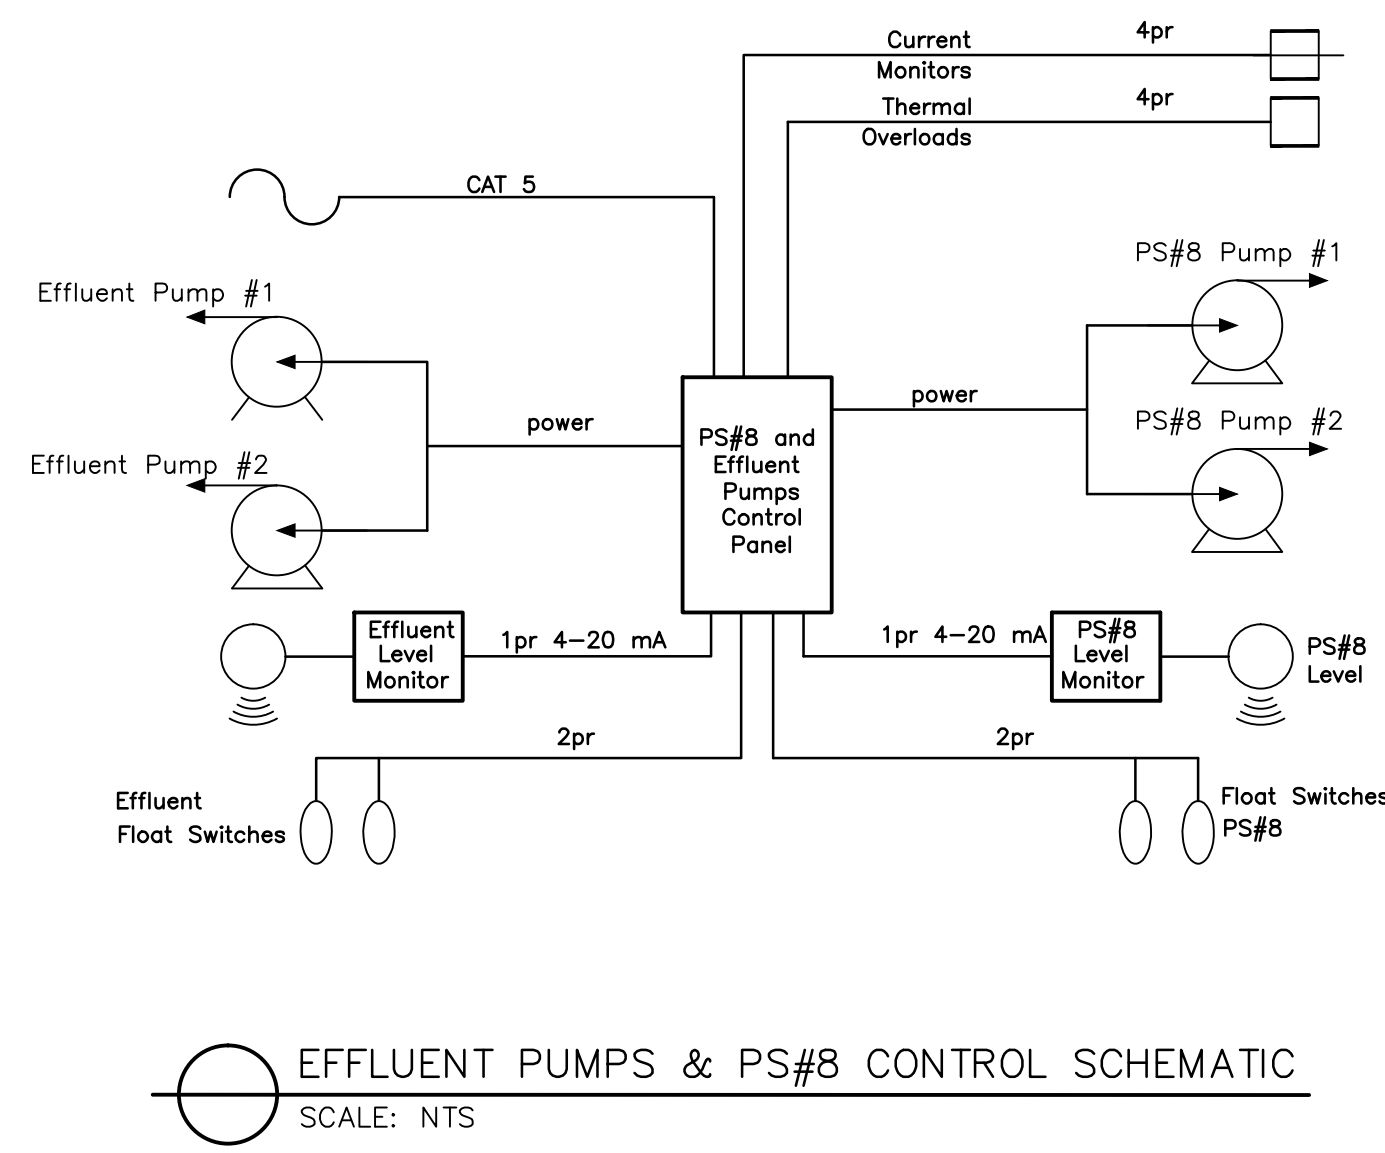 Current
4pr
Monitors
Thermal
4pr
Overloads
CAT 5
PS#8 Pump #1
Effluent Pump #1
power
PS#8 Pump #2
power
PS#8 and
Effluent
Pumps
Control
Panel
Effluent Pump #2
Effluent
Level
Monitor
1pr 4-20 mA
1pr 4-20 mA
PS#8
Level
Monitor
PS#8
Level
2pr
2pr
Effluent
Float Switches
Float Switches
PS#8
EFFLUENT PUMPS & PS#8 CONTROL SCHEMATIC
SCALE: NTS